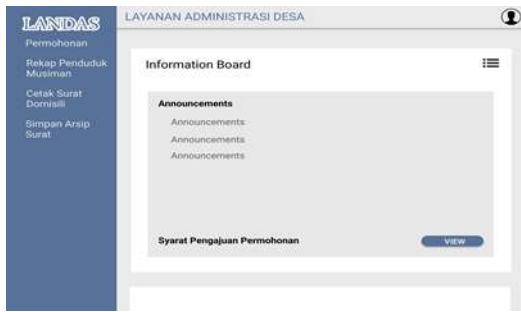 LANDAS
LAYANAN ADMINISTRASI DESA
Permohonan
Rekap Penduduk
Musiman
Cetak Surat
Domisili
Simpan Arsip
Surat
Information Board
Announcements
Announcements
Announcements
Announcements
Syarat Pengajuan Permohonan
VIEW